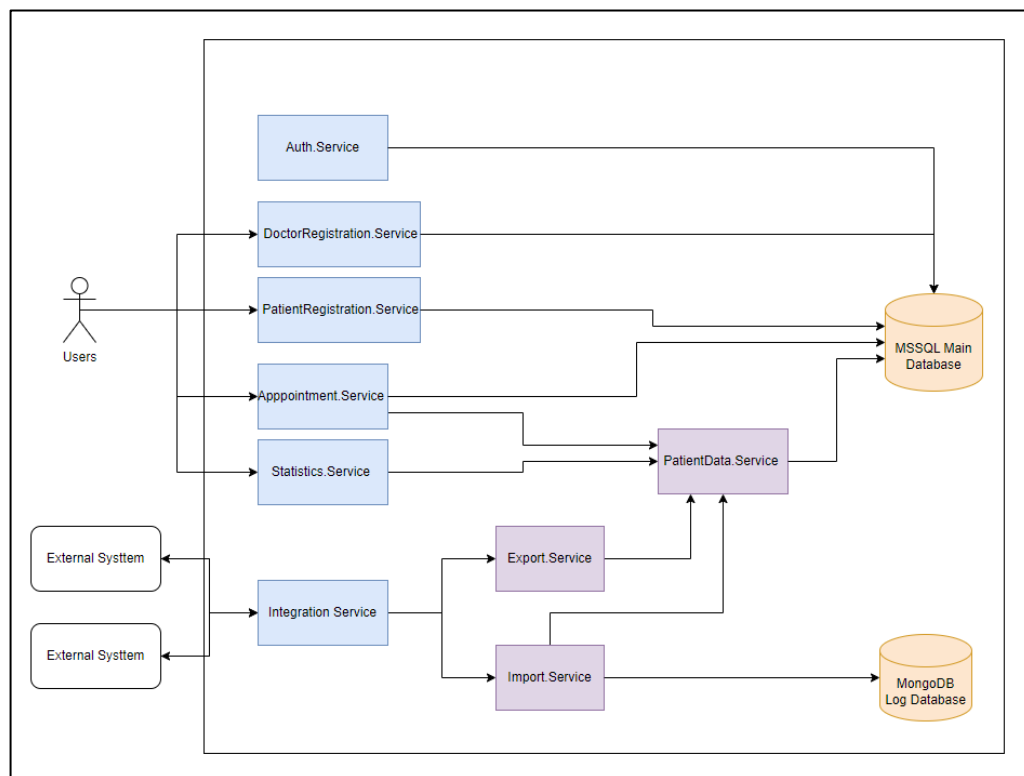 Auth.Service
DoctorRegistration.Service
PatientRegistration.Service
Users
Apppointment.Service
Statistics.Service
MSSQL Main
Database
PatientData.Service
External Systtem
Export.Service
Integration Service
External Systtem
Import.Service
MongoDB
Log Database